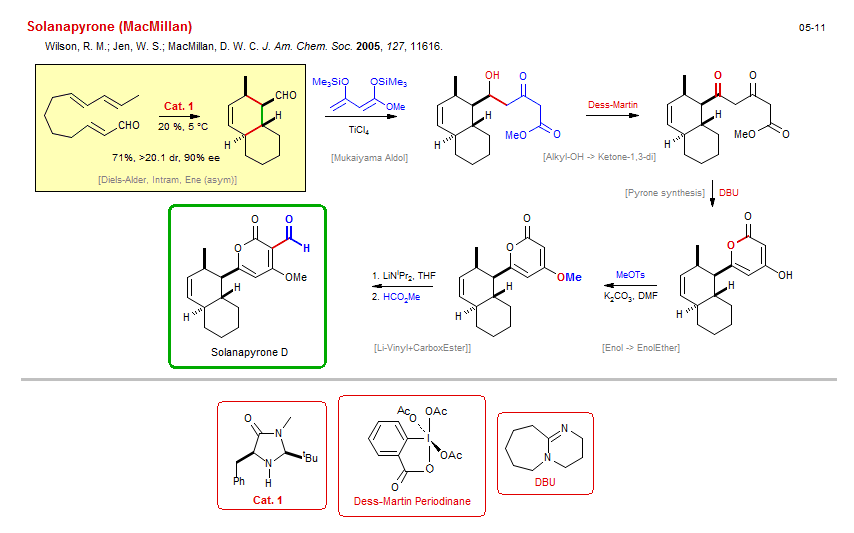 Solanapyrone (MacMillan)
05-11
Wilson, R. M.; Jen, W. S.; MacMillan, D. W. C. J. Am. Chem. Soc. 2005, 127, 11616.
CHO
Cat. 1
20 %, 5 °C
CHO
H
H
71%, >20.1 dr, 90% ee
[Diels-Alder, Intram, Ene (asym)]
Me3SiO
OSiMe3
OMe
TiCl4
[Mukaiyama Aldol]
OH
O
H
H
MeO
O
Dess-Martin
[Alkyl-OH -> Ketone-1,3-di]
O
O
H
H
MeO
O
[Pyrone synthesis]
DBU
O
O
OH
H
H
MeOTs
K2CO3, DMF
[Enol -> EnolEther]
O
O
OMe
H
H
1. LiNiPr2, THF
2. HCO2Me
[Li-Vinyl+CarboxEster]]
O
O
O
H
OMe
H
H
Solanapyrone D
O
N
tBu
N
H
Ph
Cat. 1
AcO
OAc
I
OAc
O
O
Dess-Martin Periodinane
N
N
DBU